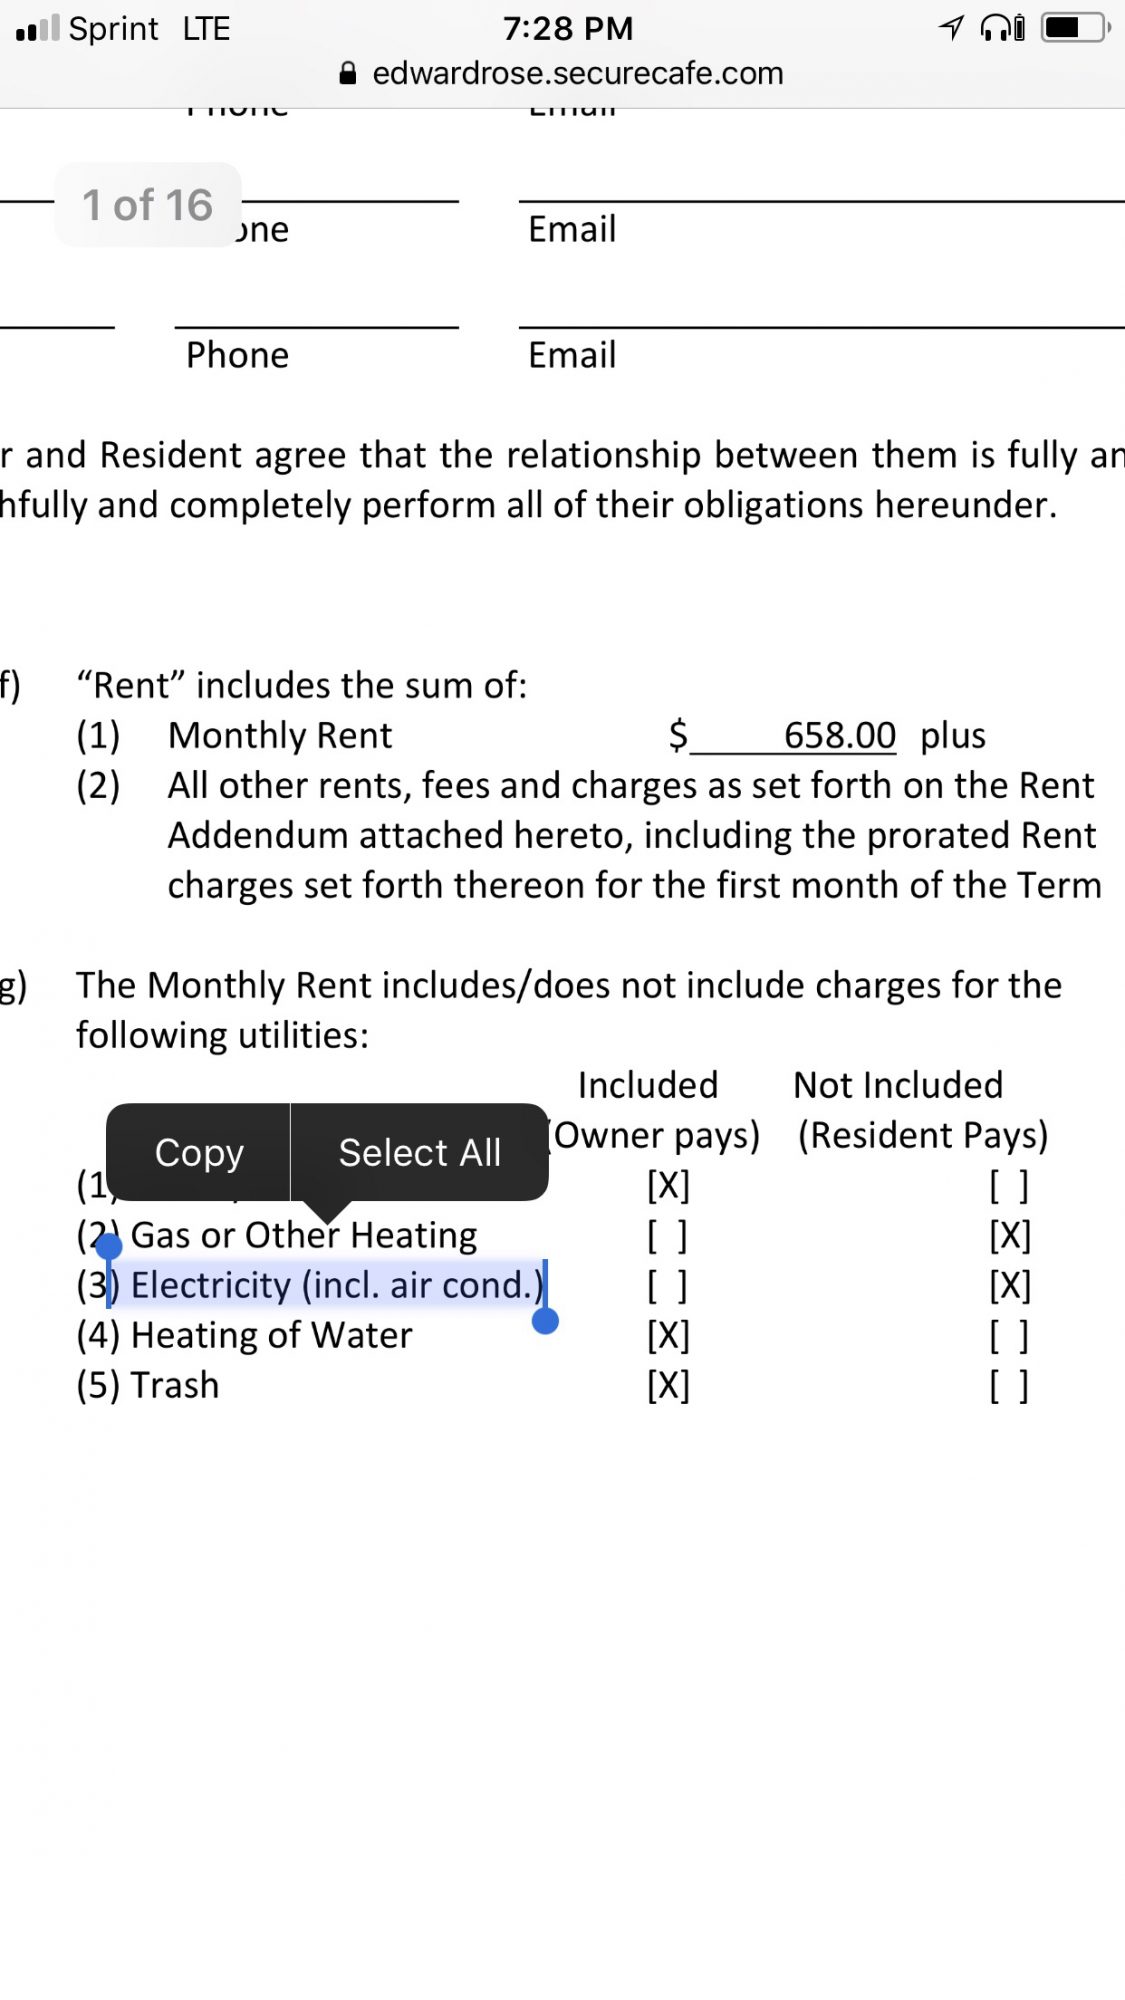 Sprint LTE 7:28 PM
edwardrose.securecafe.com
Phone Email
1 of 16
one Email
Phone Email
r and Resident agree that the relationship between them is fully an
hfully and completely perform all of their obligations hereunder.
f) “Rent” includes the sum of:
(1) Monthly Rent $ 658.00 plus
(2) All other rents, fees and charges as set forth on the Rent
Addendum attached hereto, including the prorated Rent
charges set forth thereon for the first month of the Term
g) The Monthly Rent includes/does not include charges for the
following utilities:
Included Not Included
(Owner pays) (Resident Pays)
Copy Select All
(1) [X] [ ]
(2) Gas or Other Heating [ ] [X]
(3) Electricity (incl. air cond.) [ ] [X]
(4) Heating of Water [X] [ ]
(5) Trash [X] [ ]